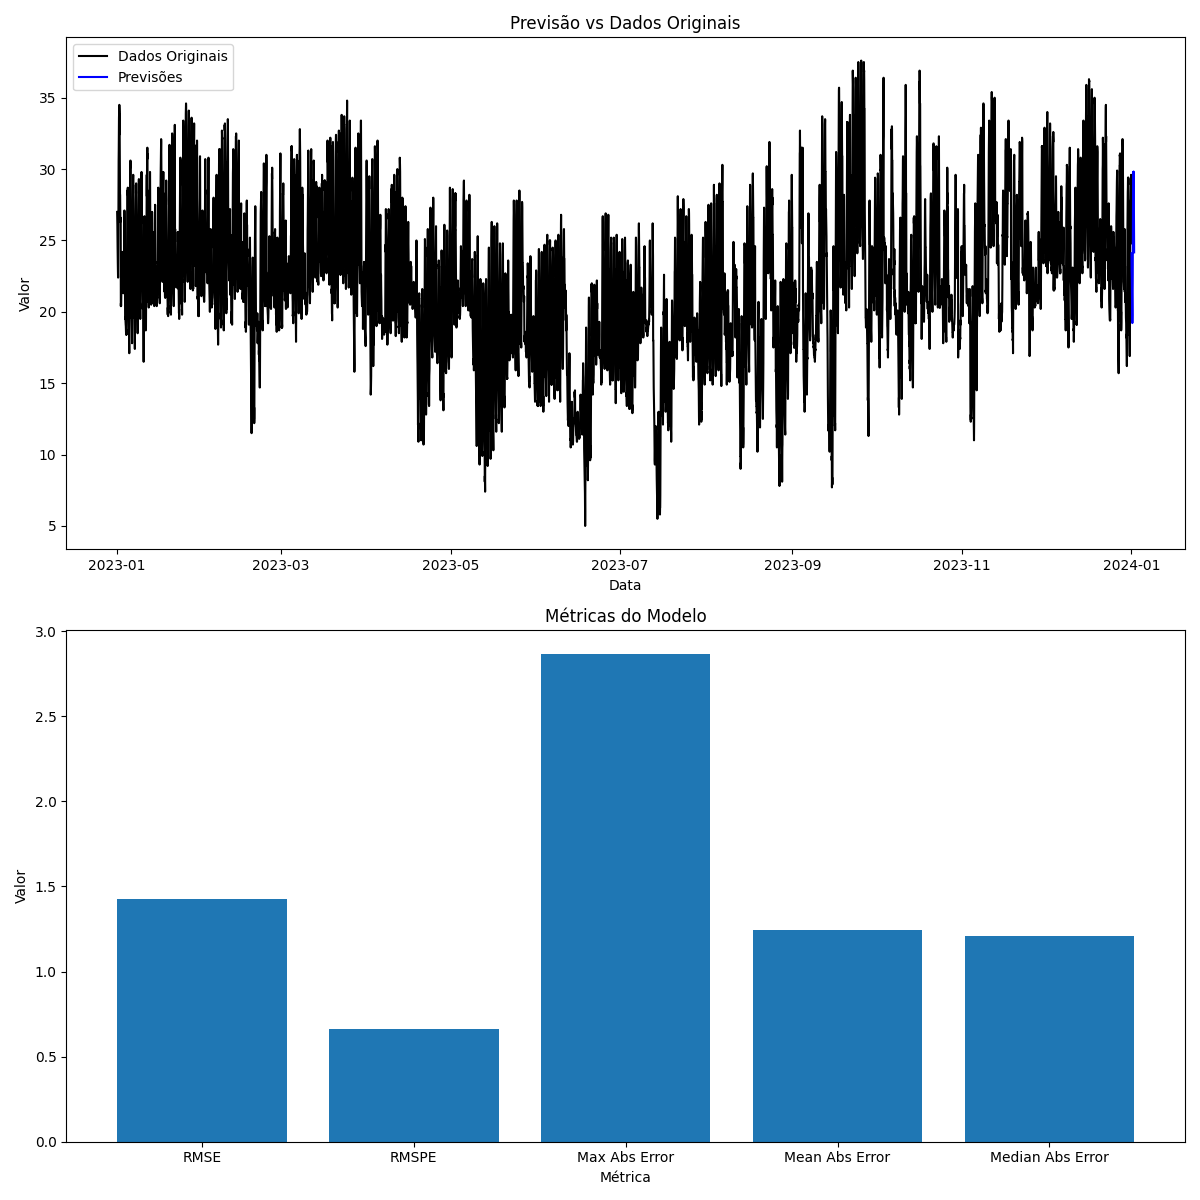 Previsão vs Dados Originais
Dados Originais
Previsões
35
30
25
20
15
10
5
Valor
2023-01 2023-03 2023-05 2023-07 2023-09 2023-11 2024-01
Data
Métricas do Modelo
3.0
2.5
2.0
1.5
1.0
0.5
0.0
Valor
RMSE RMSPE Max Abs Error Mean Abs Error Median Abs Error
Métrica